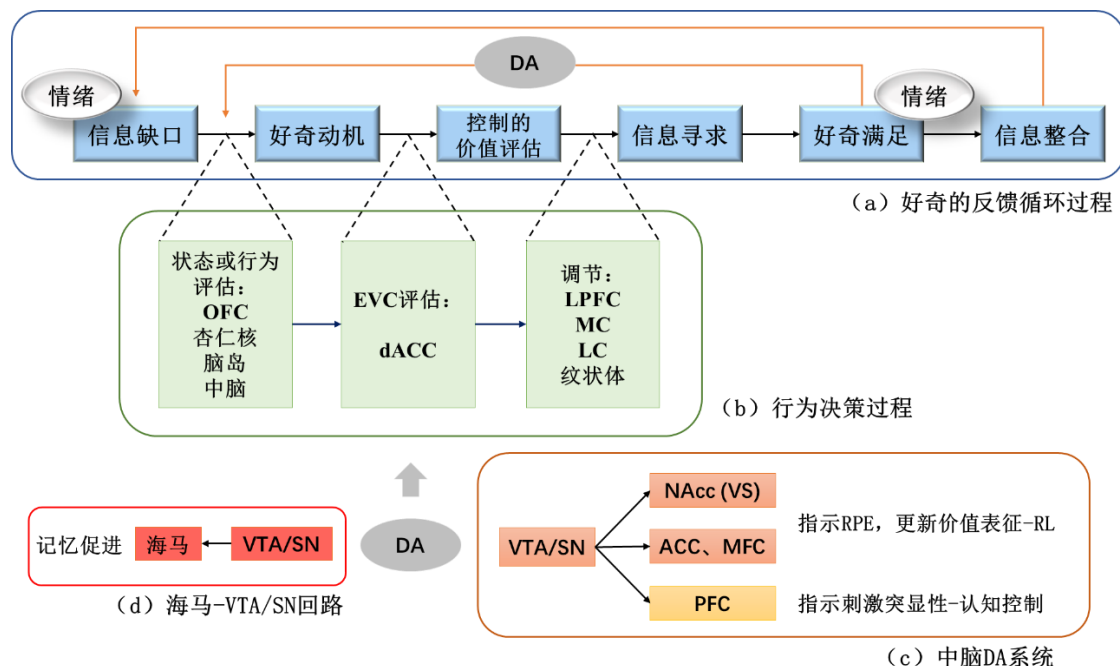 DA
情绪
情绪
信息缺口
好奇动机
控制的
价值评估
信息寻求
好奇满足
信息整合
（a）好奇的反馈循环过程
状态或行为
评估：
OFC
杏仁核
脑岛
中脑
EVC评估：
dACC
调节：
LPFC
MC
LC
纹状体
（b）行为决策过程
记忆促进
海马
VTA/SN
（d）海马-VTA/SN回路
DA
VTA/SN
NAcc (VS)
ACC、MFC
PFC
指示RPE，更新价值表征-RL
指示刺激突显性-认知控制
（c）中脑DA系统